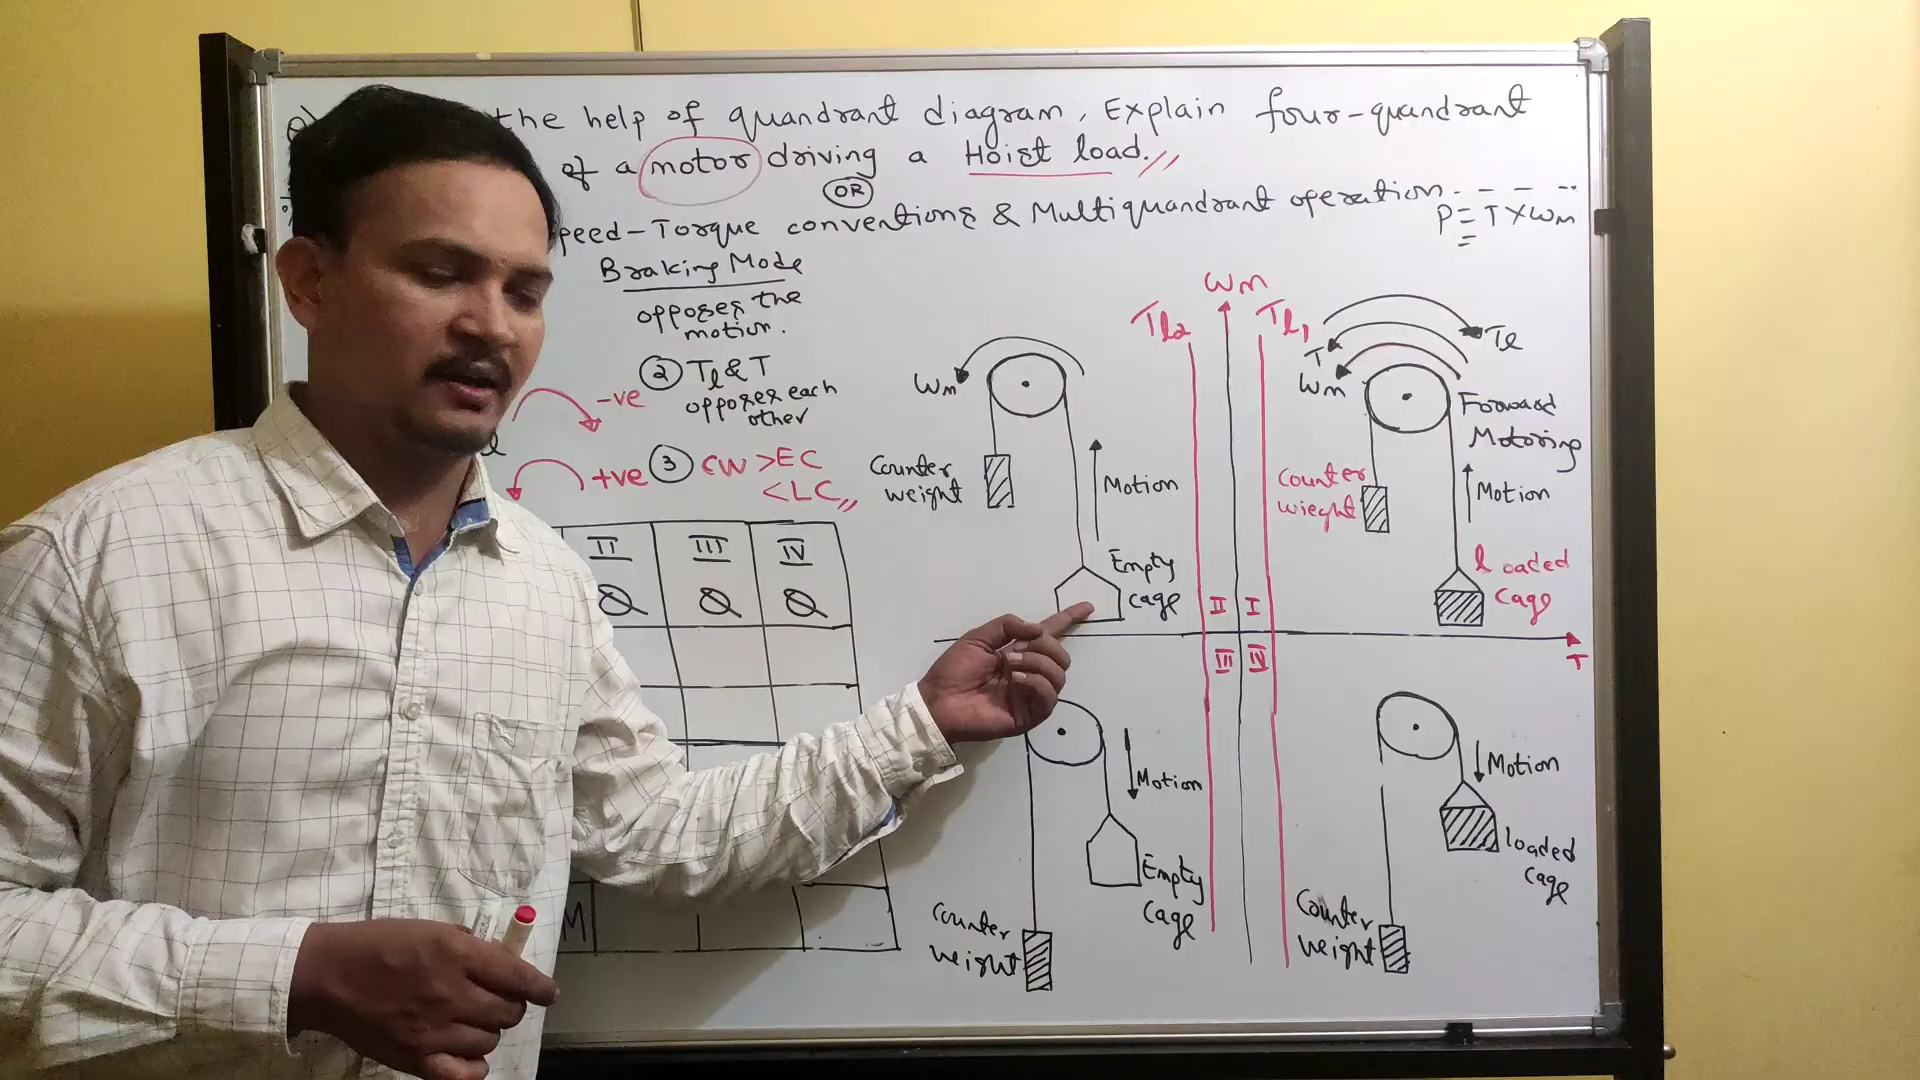 the help of quandrant diagram, Explain four-quandrant
of a motor driving a Hoist load.
OR
peed-Torque conventions & Multiquandrant operation - - - --
P = T x Wm
Braking Mode
opposes the
motion.
② Tl & T
opposes each
other
-ve
+ve
③ CW > EC
< LC
II III IV
Q Q Q
M
Wm
Tl2 Tl1
T
Wm
Counter
weight
Motion
Empty
cage
Tl
T
Wm
Forward
Motoring
Counter
wieght
Motion
loaded
cage
II I
III IV
Motion
Empty
cage
Counter
weight
Motion
loaded
cage
Counter
weight